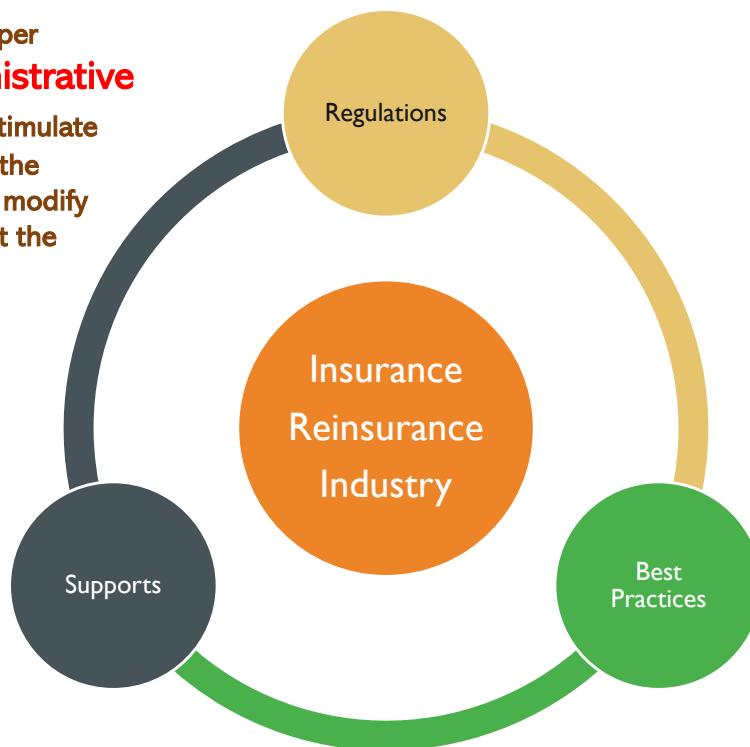 per
istrative
timulate
the
modify
t the
Regulations
Insurance
Reinsurance
Industry
Supports
Best
Practices